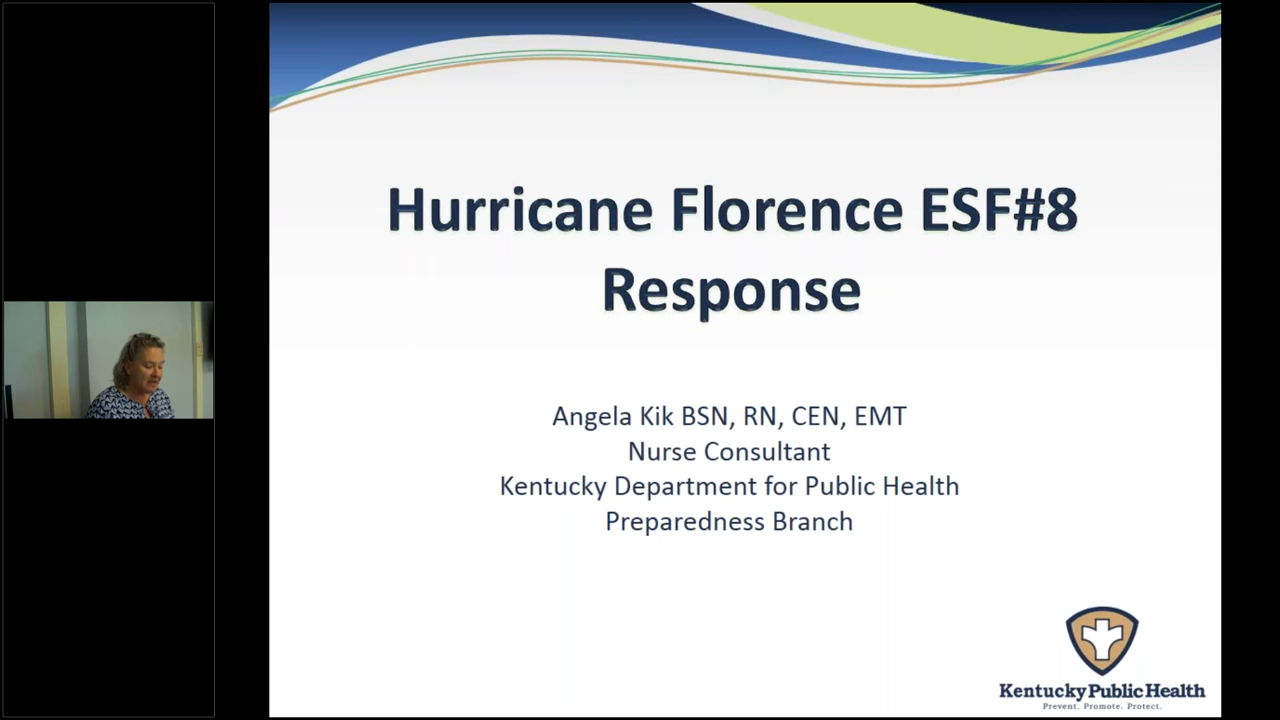 Hurricane Florence ESF#8
Response
Angela Kik BSN, RN, CEN, EMT
Nurse Consultant
Kentucky Department for Public Health
Preparedness Branch
Kentucky Public Health
Prevent. Promote. Protect.